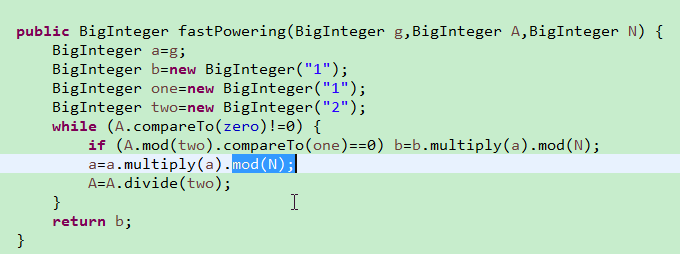 public BigInteger fastPowering(BigInteger g,BigInteger A,BigInteger N) {
BigInteger a=g;
BigInteger b=new BigInteger("1");
BigInteger one=new BigInteger("1");
BigInteger two=new BigInteger("2");
while (A.compareTo(zero)!=0) {
if (A.mod(two).compareTo(one)==0) b=b.multiply(a).mod(N);
a=a.multiply(a).mod(N);
A=A.divide(two);
}
return b;
}